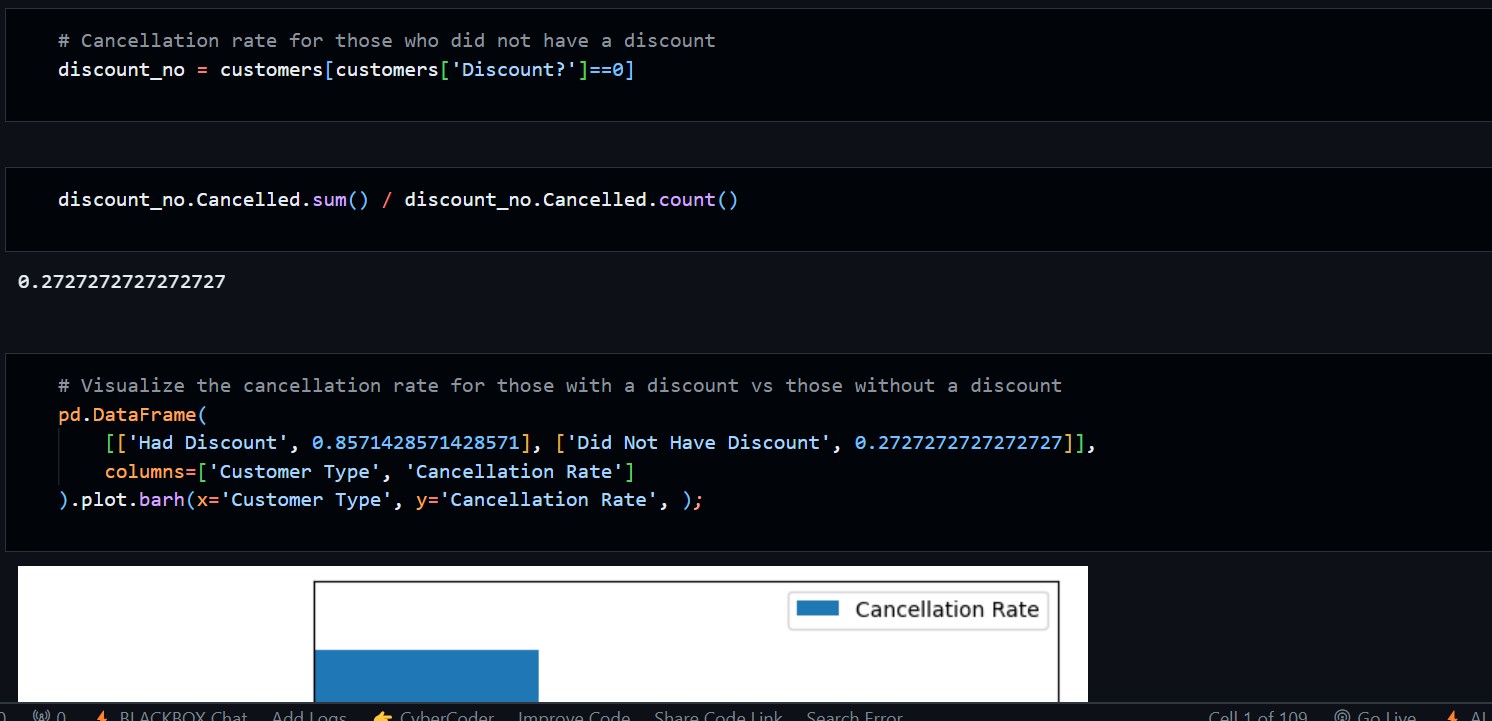 # Cancellation rate for those who did not have a discount
discount_no = customers[customers['Discount?']==0]
discount_no.Cancelled.sum() / discount_no.Cancelled.count()
0.2727272727272727
# Visualize the cancellation rate for those with a discount vs those without a discount
pd.DataFrame(
[['Had Discount', 0.8571428571428571], ['Did Not Have Discount', 0.2727272727272727]],
columns=['Customer Type', 'Cancellation Rate']
).plot.barh(x='Customer Type', y='Cancellation Rate', );
Cancellation Rate
0 BLACKBOX Chat Add Logs CyberCoder Improve Code Share Code Link Search Error Cell 1 of 109 Go Live